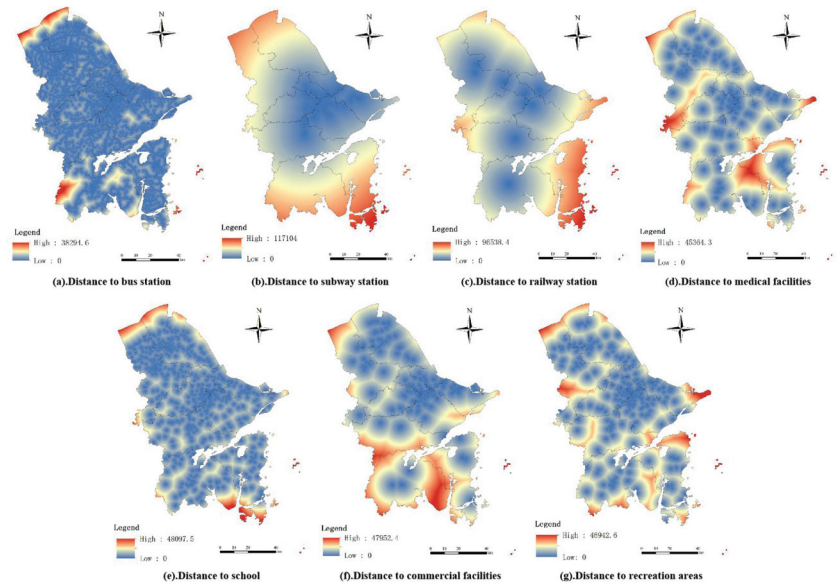 N
N
N
N
Legend
High : 38294.6
Low : 0
Legend
High : 117104
Low : 0
Legend
High : 96538.4
Low : 0
Legend
High : 45364.3
Low : 0
(a).Distance to bus station
(b).Distance to subway station
(c).Distance to railway station
(d).Distance to medical facilities
N
N
N
Legend
High : 48097.5
Low : 0
Legend
High : 47952.4
Low : 0
Legend
High : 46942.6
Low : 0
(e).Distance to school
(f).Distance to commercial facilities
(g).Distance to recreation areas